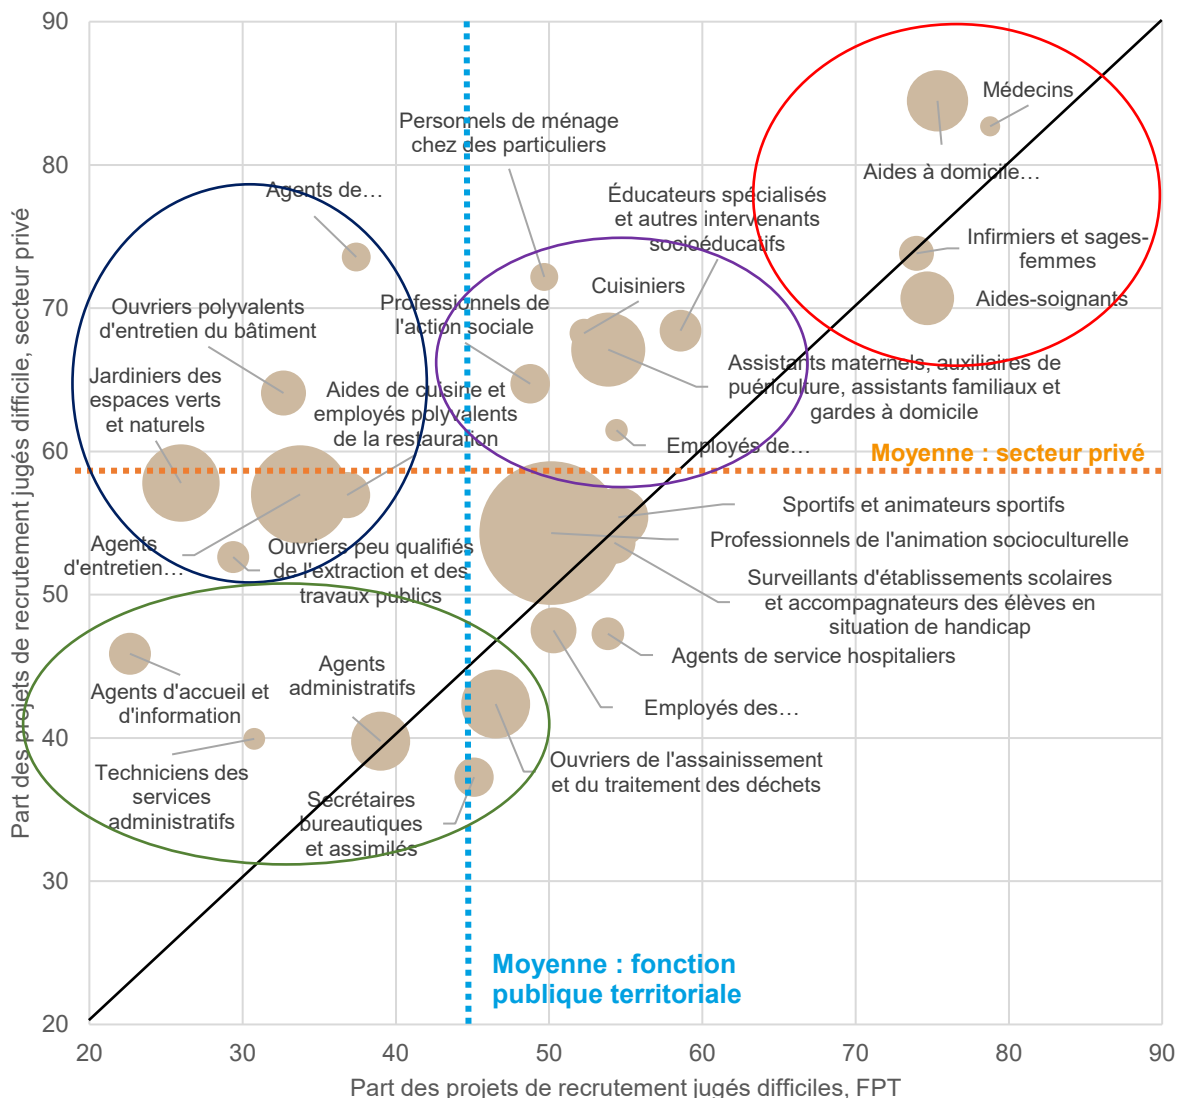 90
80
70
60
50
40
30
20
20
30
40
50
60
70
80
90
Part des projets de recrutement jugés difficile, secteur privé
Part des projets de recrutement jugés difficiles, FPT
Médecins
Personnels de ménage
chez des particuliers
Aides à domicile…
Agents de…
Éducateurs spécialisés
et autres intervenants
socioéducatifs
Infirmiers et sages-
femmes
Cuisiniers
Aides-soignants
Professionnels de
l'action sociale
Ouvriers polyvalents
d'entretien du bâtiment
Assistants maternels, auxiliaires de
puériculture, assistants familiaux et
gardes à domicile
Jardiniers des
espaces verts
et naturels
Aides de cuisine et
employés polyvalents
de la restauration
Employés de…
Moyenne : secteur privé
Sportifs et animateurs sportifs
Professionnels de l'animation socioculturelle
Agents
d'entretien…
Ouvriers peu qualifiés
de l'extraction et des
travaux publics
Surveillants d'établissements scolaires
et accompagnateurs des élèves en
situation de handicap
Agents de service hospitaliers
Agents
administratifs
Agents d'accueil et
d'information
Employés des…
Ouvriers de l'assainissement
et du traitement des déchets
Techniciens des
services
administratifs
Secrétaires
bureautiques
et assimilés
Moyenne : fonction
publique territoriale